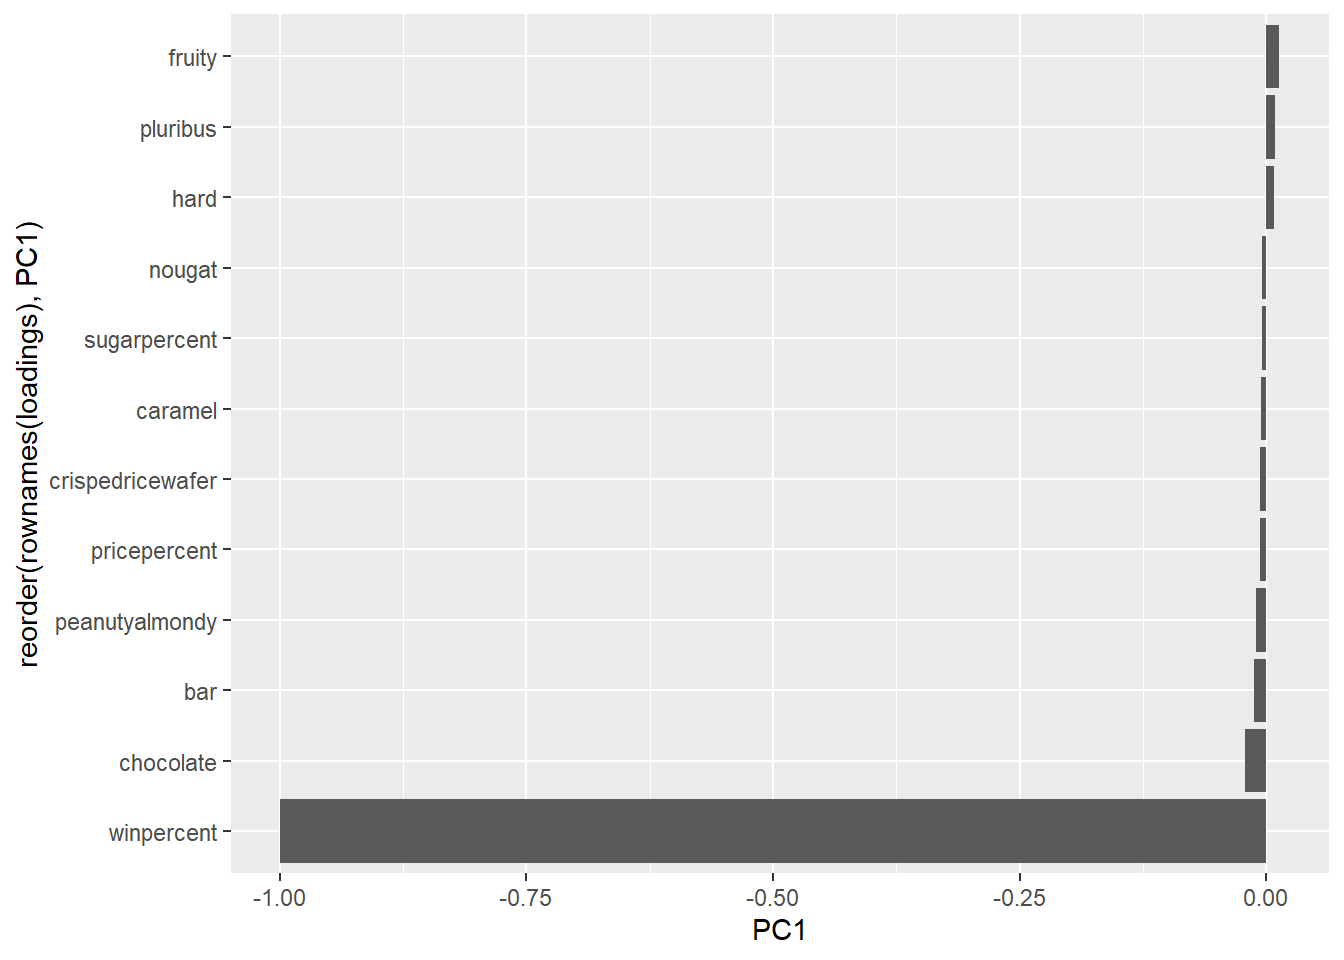 reorder(rownames(loadings), PC1)
fruity
pluribus
hard
nougat
sugarpercent
caramel
crispedricewafer
pricepercent
peanutyalmondy
bar
chocolate
winpercent
-1.00 -0.75 -0.50 -0.25 0.00
PC1